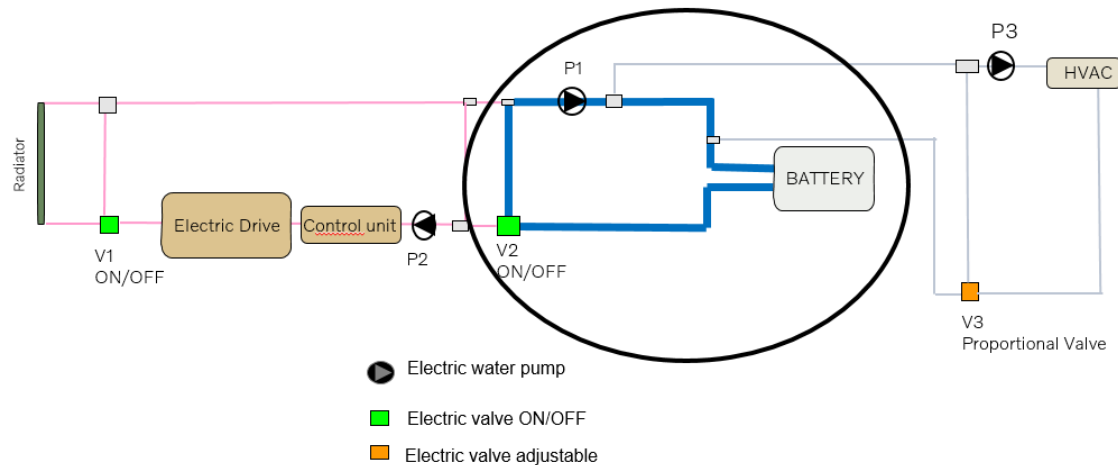 P3
P1
HVAC
Radiator
BATTERY
Electric Drive
Control unit
V1
ON/OFF
P2
V2
ON/OFF
V3
Proportional Valve
Electric water pump
Electric valve ON/OFF
Electric valve adjustable